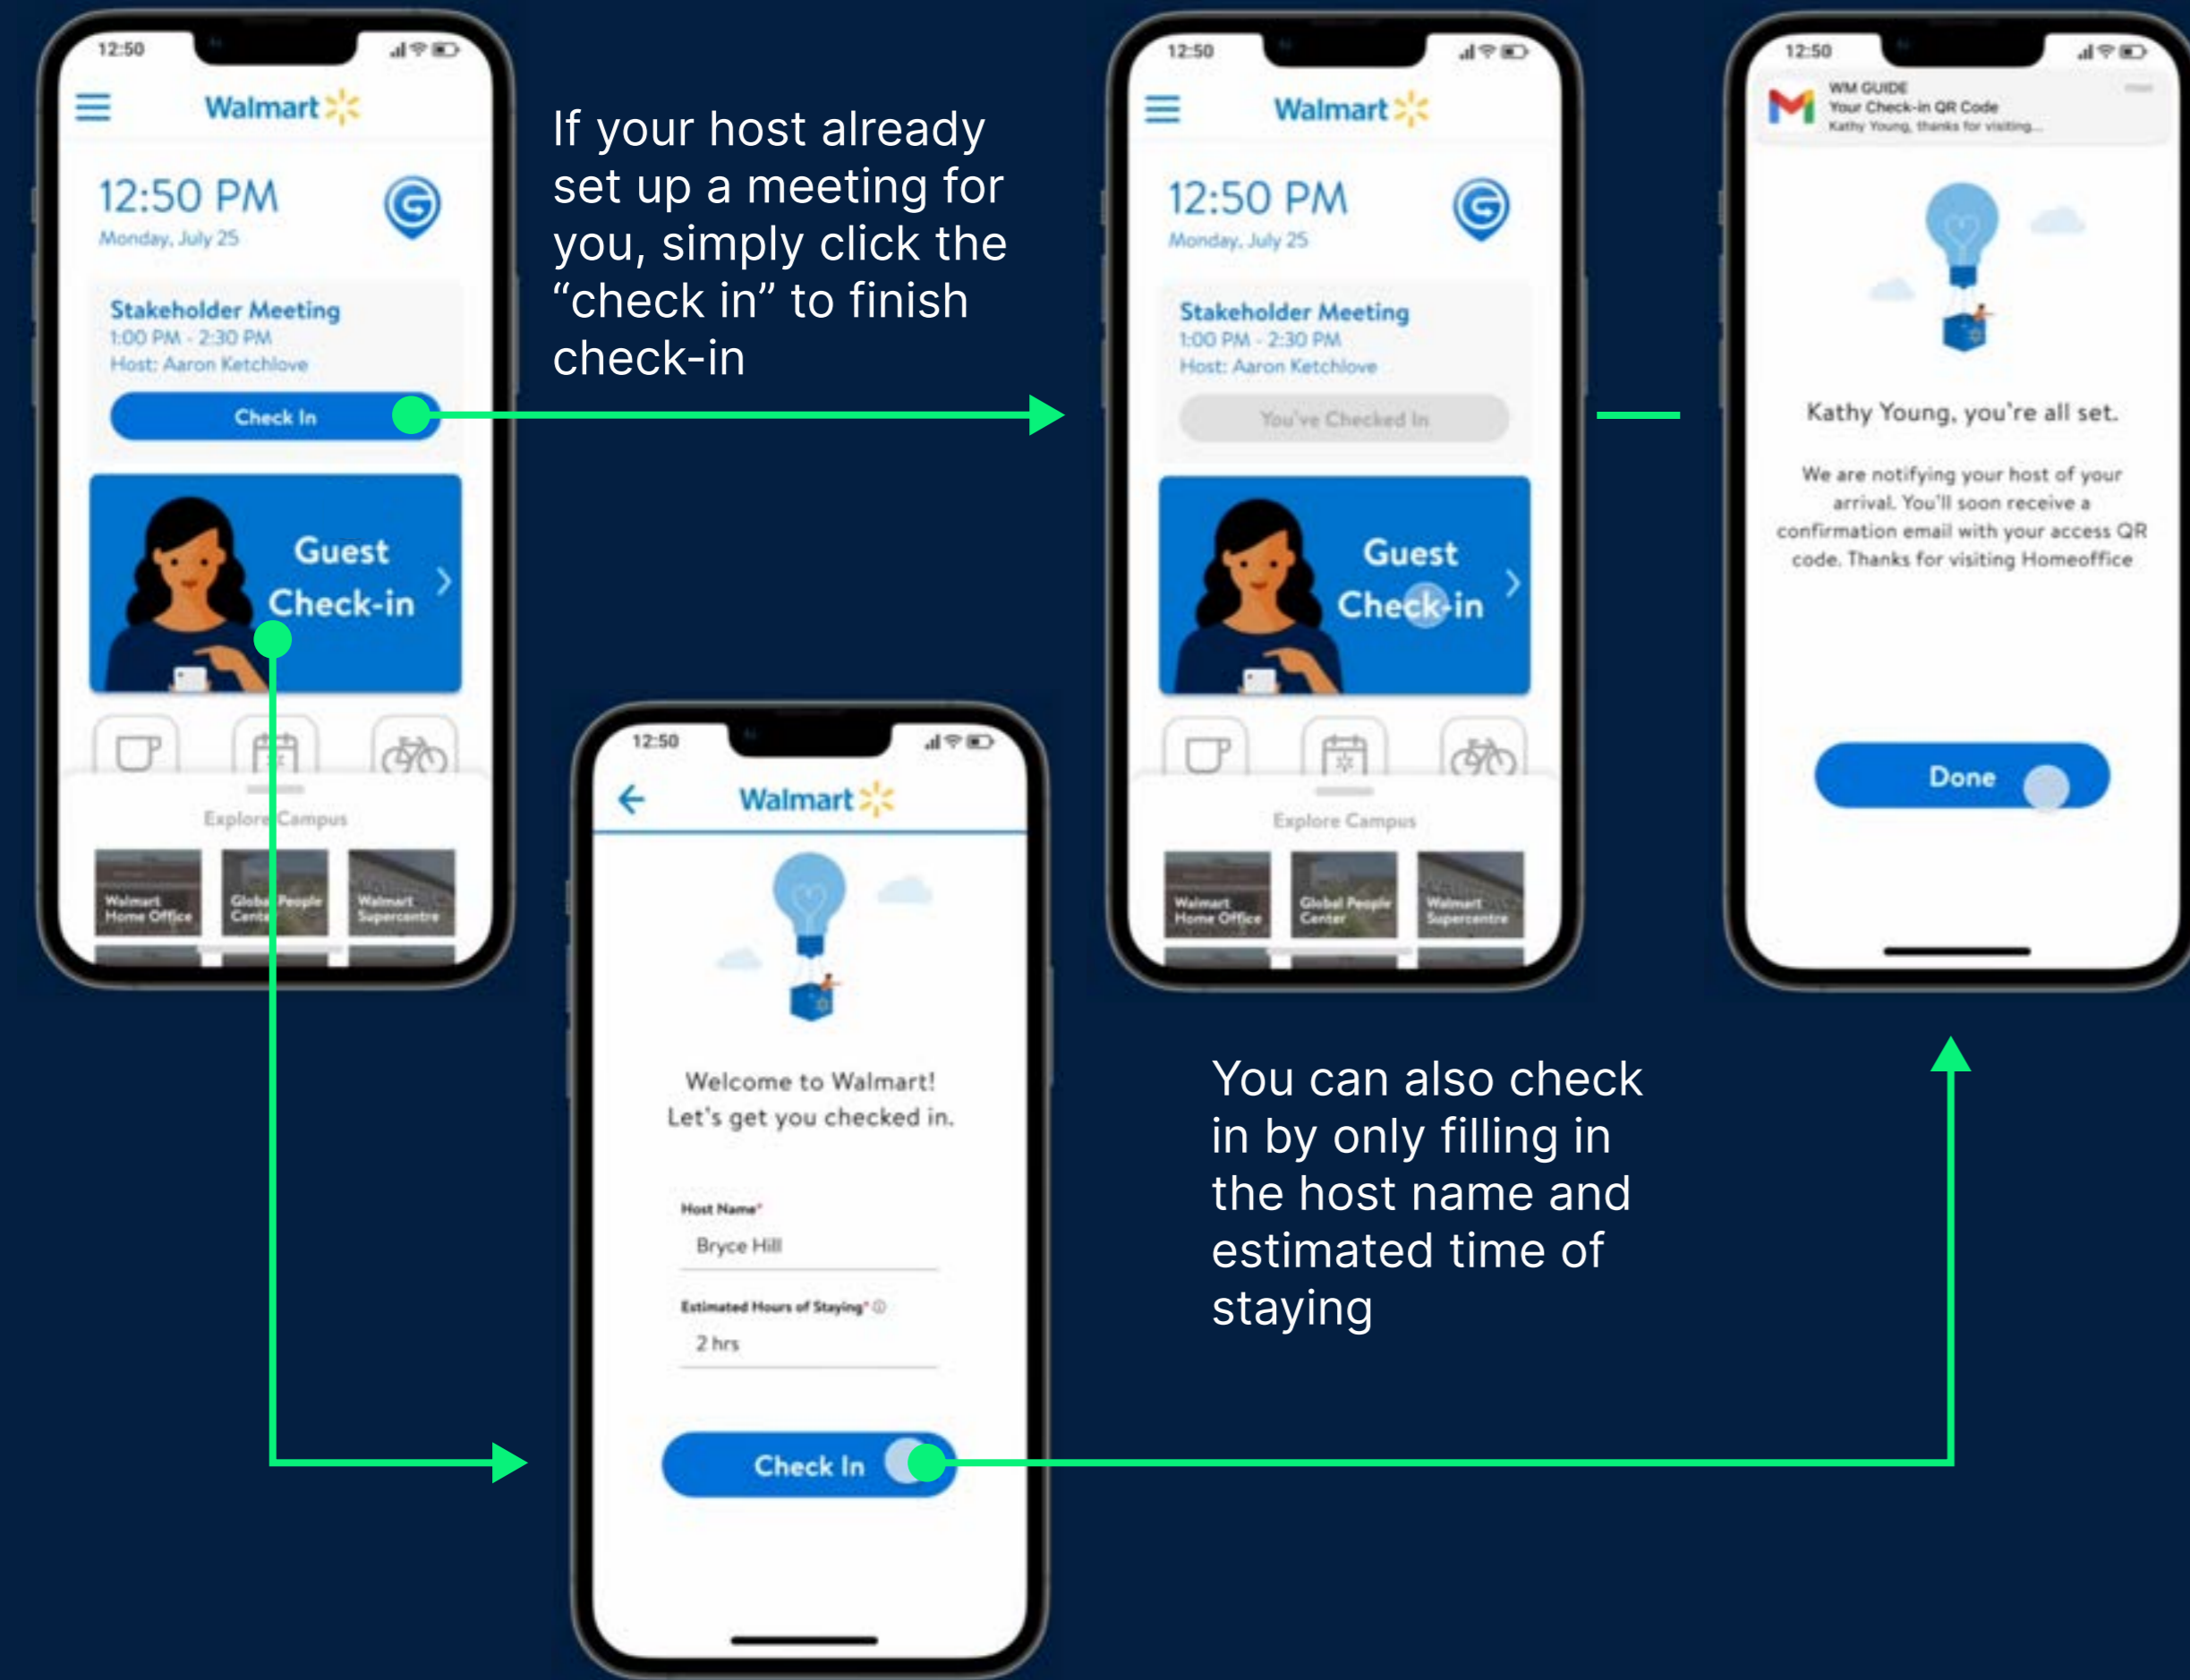 12:50
Walmart
12:50 PM
Monday, July 25
Stakeholder Meeting
1:00 PM - 2:30 PM
Host: Aaron Ketchlove
Check In
Guest
Check-in
Explore Campus
Walmart
Home Office
Global People
Center
Walmart
Supercentre
If your host already
set up a meeting for
you, simply click the
“check in” to finish
check-in
12:50
Walmart
12:50 PM
Monday, July 25
Stakeholder Meeting
1:00 PM - 2:30 PM
Host: Aaron Ketchlove
You've Checked In
Guest
Check-in
Explore Campus
Walmart
Home Office
Global People
Center
Walmart
Supercentre
12:50
WM GUIDE
Your Check-in QR Code
Kathy Young, thanks for visiting...
Kathy Young, you're all set.
We are notifying your host of your
arrival. You'll soon receive a
confirmation email with your access QR
code. Thanks for visiting Homeoffice
Done
12:50
Walmart
Welcome to Walmart!
Let's get you checked in.
Host Name*
Bryce Hill
Estimated Hours of Staying*
2 hrs
Check In
You can also check
in by only filling in
the host name and
estimated time of
staying